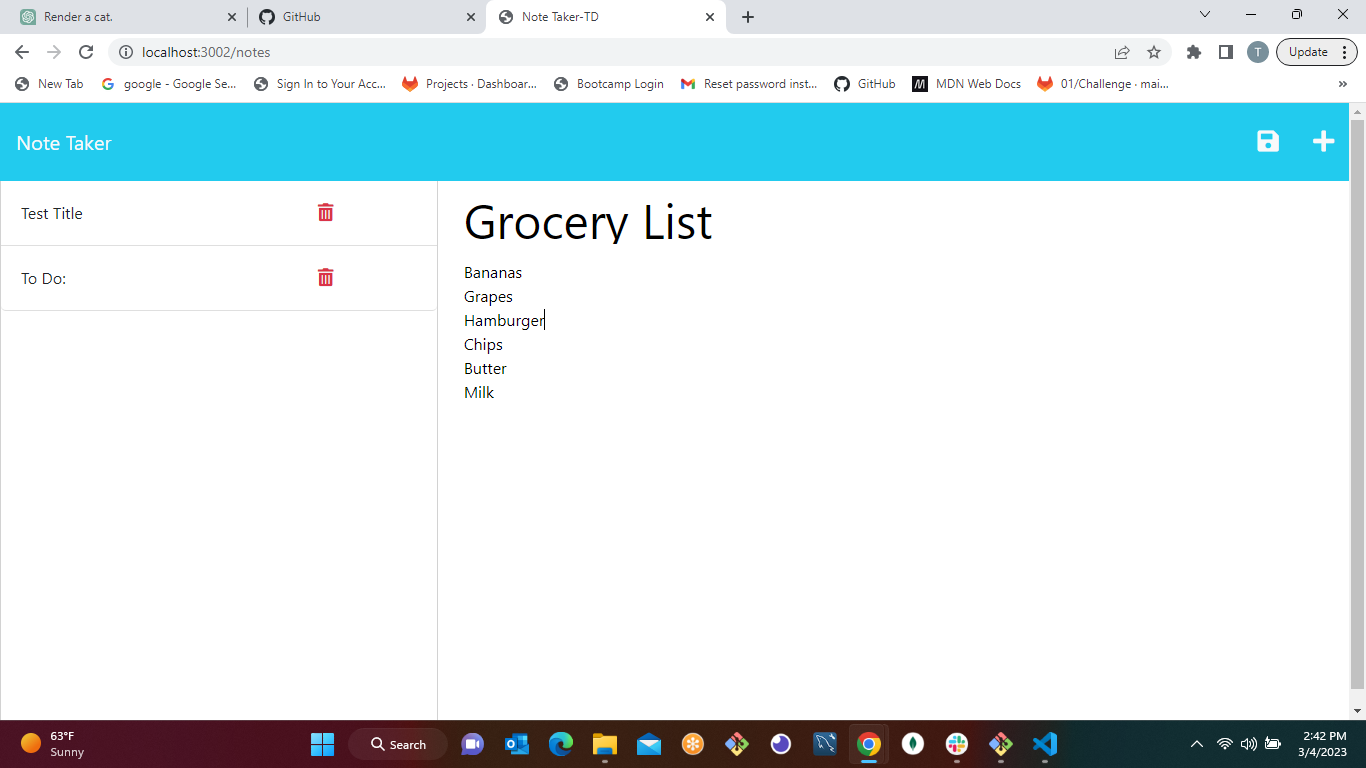 Render a cat.
GitHub
Note Taker-TD
localhost:3002/notes
T
Update
New Tab
google - Google Se...
Sign In to Your Acc...
Projects · Dashboar...
Bootcamp Login
Reset password inst...
GitHub
MDN Web Docs
01/Challenge · mai...
»
Note Taker
Test Title
To Do:
Grocery List
Bananas
Grapes
Hamburger
Chips
Butter
Milk
63°F
Sunny
Search
2:42 PM
3/4/2023